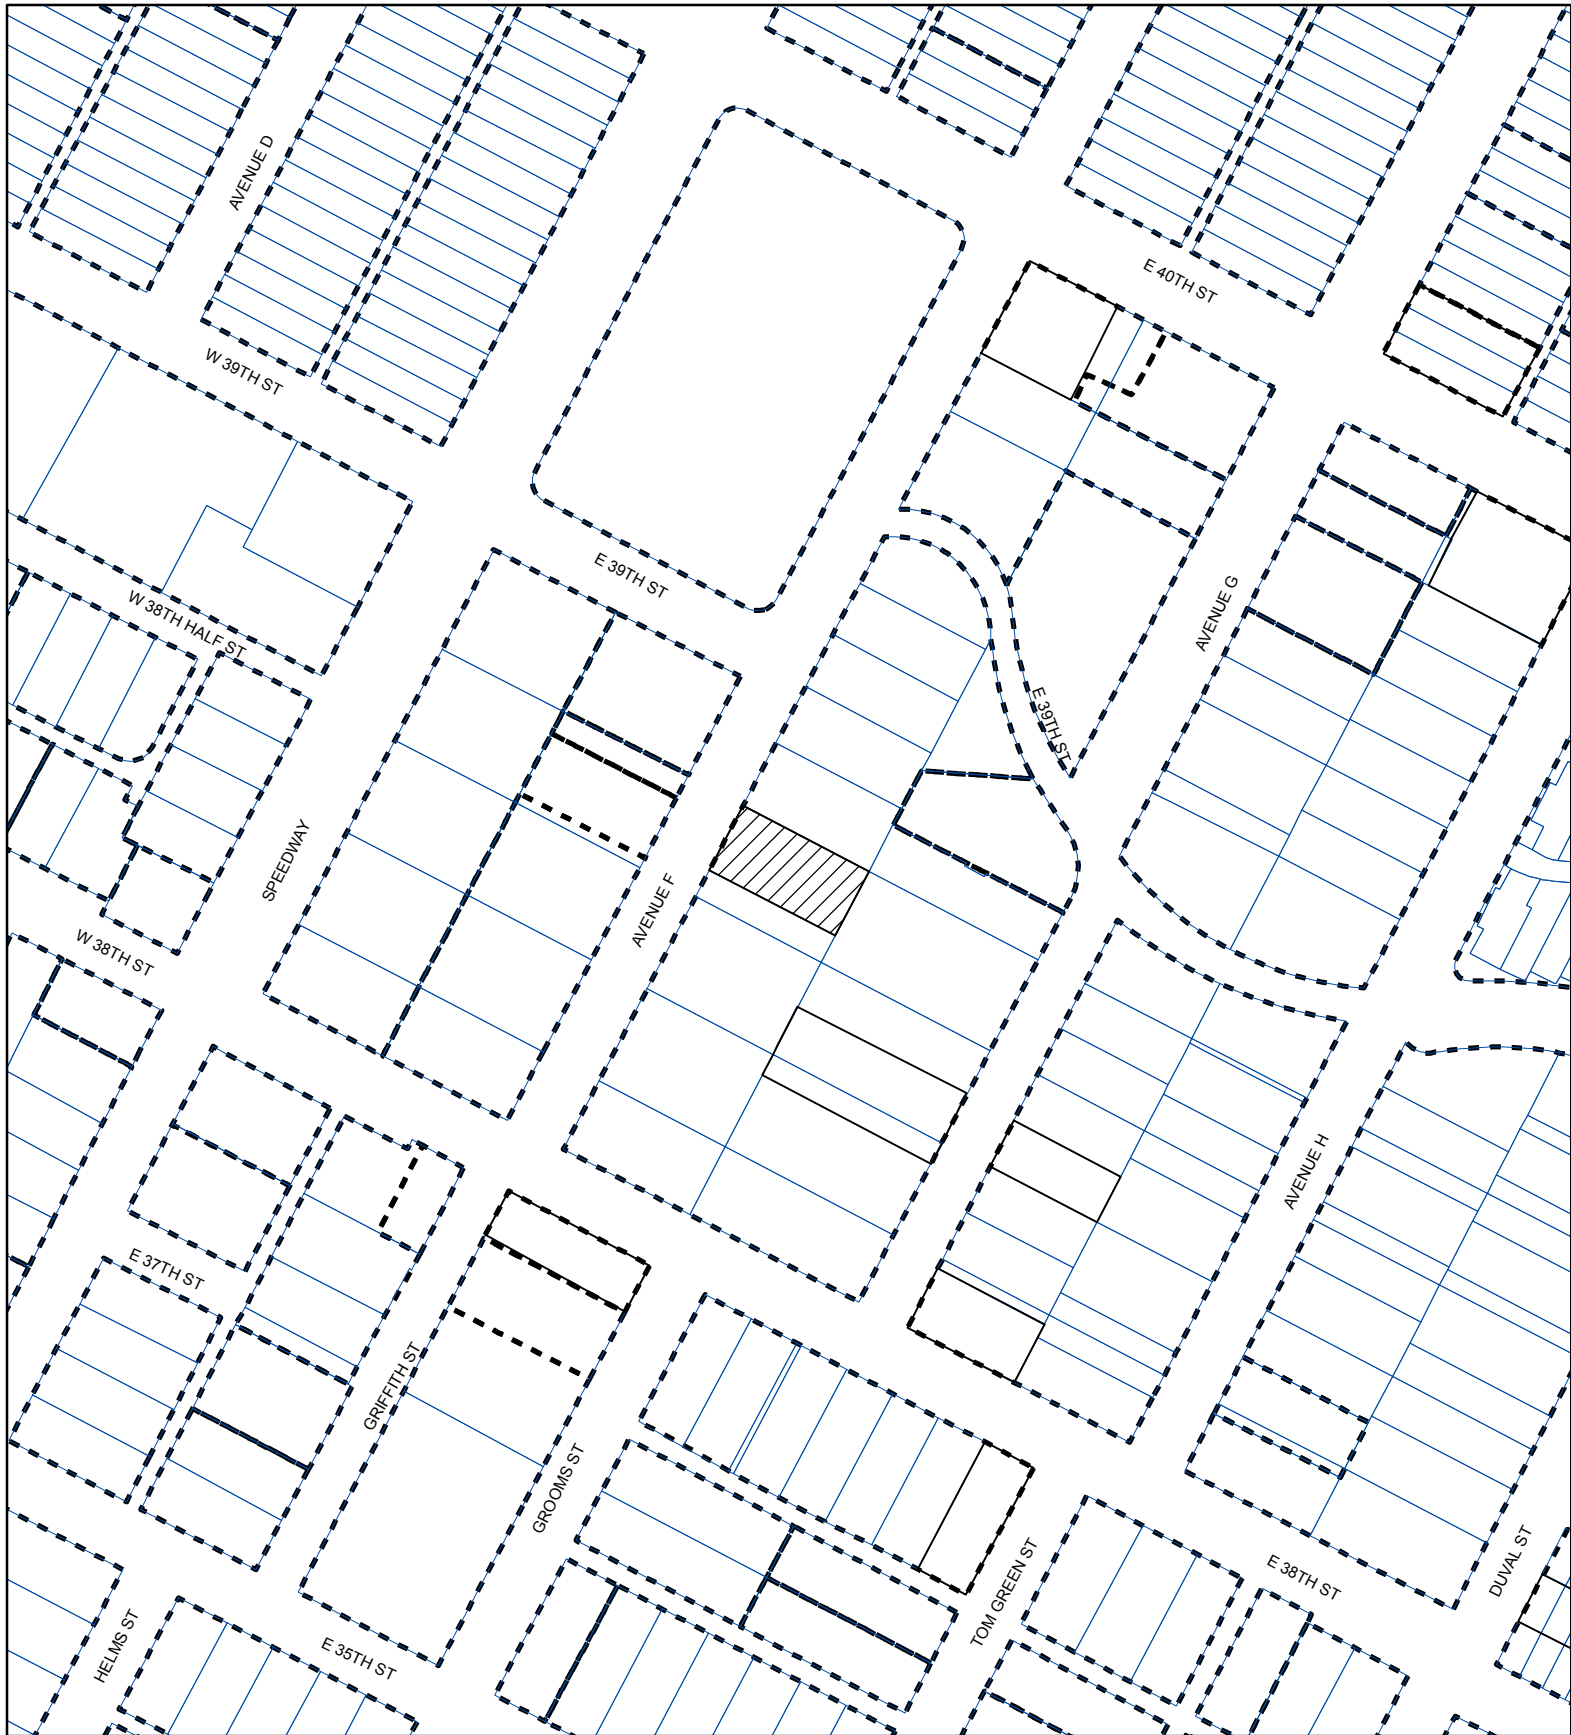 AVENUE D
E 40TH ST
W 39TH ST
E 39TH ST
W 38TH HALF ST
AVENUE G
E 39TH ST
SPEEDWAY
AVENUE F
W 38TH ST
AVENUE H
E 37TH ST
GRIFFITH ST
GROOMS ST
TOM GREEN ST
E 38TH ST
DUVAL ST
HELMS ST
E 35TH ST